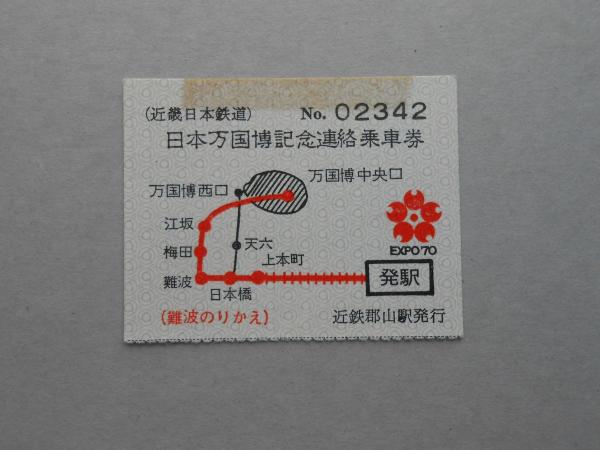 (近畿日本鉄道) No. 02342
日本万国博記念連絡乗車券
万国博中央口
万国博西口
江坂
天六
梅田
上本町
難波
日本橋
EXPO'70
発駅
(難波のりかえ)
近鉄郡山駅発行